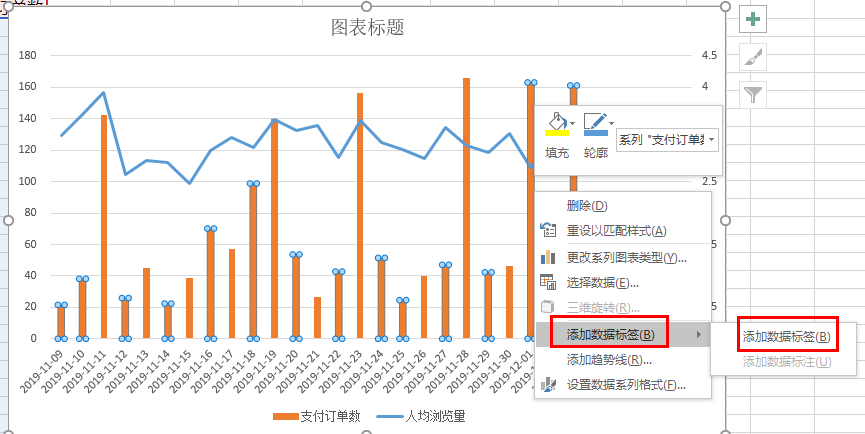 图表标题
180
160
140
120
100
80
60
40
20
0
4.5
4
2.5
5
5
2019-11-09
2019-11-10
2019-11-11
2019-11-12
2019-11-13
2019-11-14
2019-11-15
2019-11-16
2019-11-17
2019-11-18
2019-11-19
2019-11-20
2019-11-21
2019-11-22
2019-11-23
2019-11-24
2019-11-25
2019-11-26
2019-11-27
2019-11-28
2019-11-29
2019-11-30
2019-12-01
支付订单数
人均浏览量
填充
轮廓
系列 "支付订单
删除(D)
重设以匹配样式(A)
更改系列图表类型(Y)...
选择数据(E)...
三维旋转(R)...
添加数据标签(B)
添加趋势线(R)...
设置数据系列格式(F)...
添加数据标签(B)
添加数据标注(U)